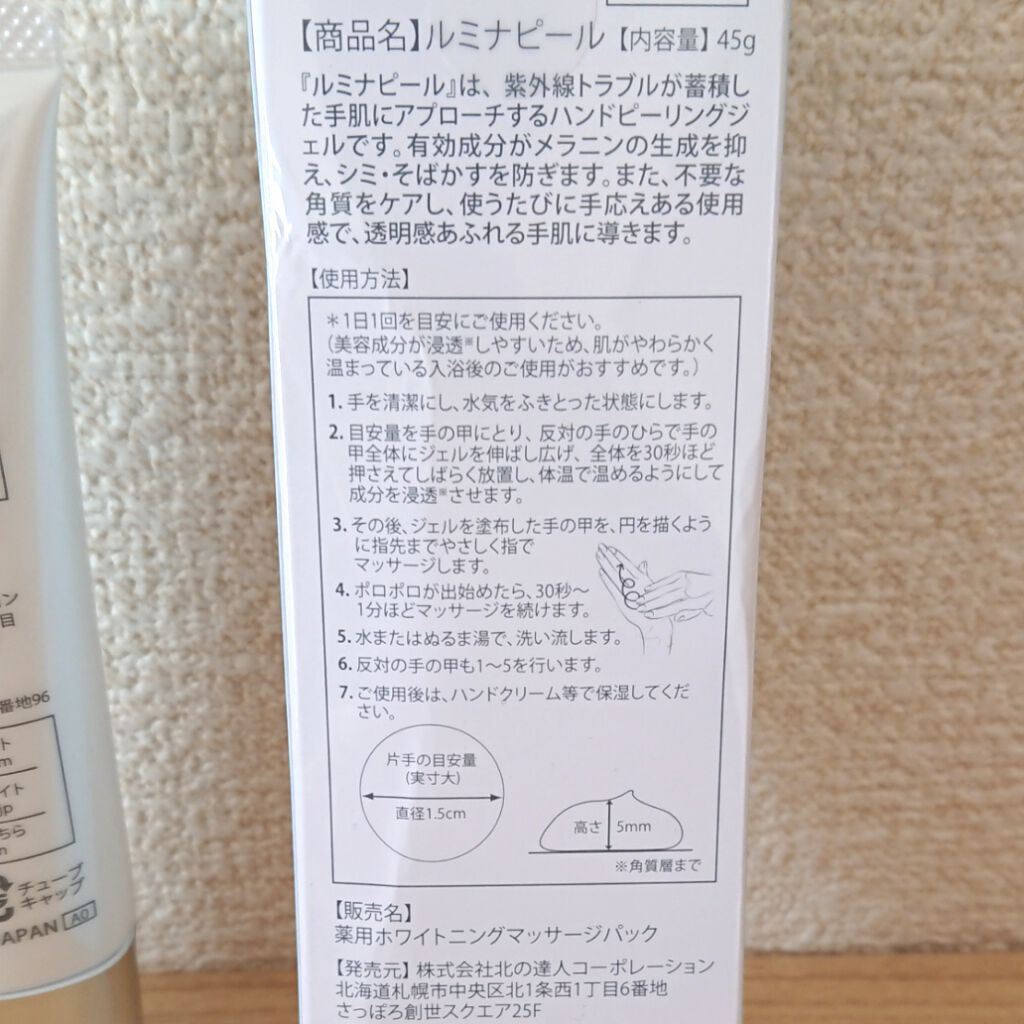 【商品名】ルミナピール【内容量】45g
『ルミナピール』は、紫外線トラブルが蓄積し
た手肌にアプローチするハンドピーリングジ
ェルです。有効成分がメラニンの生成を抑
え、シミ・そばかすを防ぎます。また、不要な
角質をケアし、使うたびに手応えある使用
感で、透明感あふれる手肌に導きます。
【使用方法】
＊1日1回を目安にご使用ください。
(美容成分が浸透※しやすいため、肌がやわらかく
温まっている入浴後のご使用がおすすめです。)
1. 手を清潔にし、水気をふきとった状態にします。
2. 目安量を手の甲にとり、反対の手のひらで手の
甲全体にジェルを伸ばし広げ、全体を30秒ほど
押さえてしばらく放置し、体温で温めるようにして
成分を浸透※させます。
3. その後、ジェルを塗布した手の甲を、円を描くよう
に指先までやさしく指で
マッサージします。
4. ポロポロが出始めたら、30秒〜
1分ほどマッサージを続けます。
5. 水またはぬるま湯で、洗い流します。
6. 反対の手の甲も1〜5を行います。
7. ご使用後は、ハンドクリーム等で保湿してくだ
さい。
片手の目安量
(実寸大)
直径1.5cm
高さ 5mm
※角質層まで
【販売名】
薬用ホワイトニングマッサージパック
【発売元】株式会社北の達人コーポレーション
北海道札幌市中央区北1条西1丁目6番地
さっぽろ創世スクエア25F
ン
目
番地96
ト
m
イト
jp
ちら
n
チューブ
キャップ
APAN A0